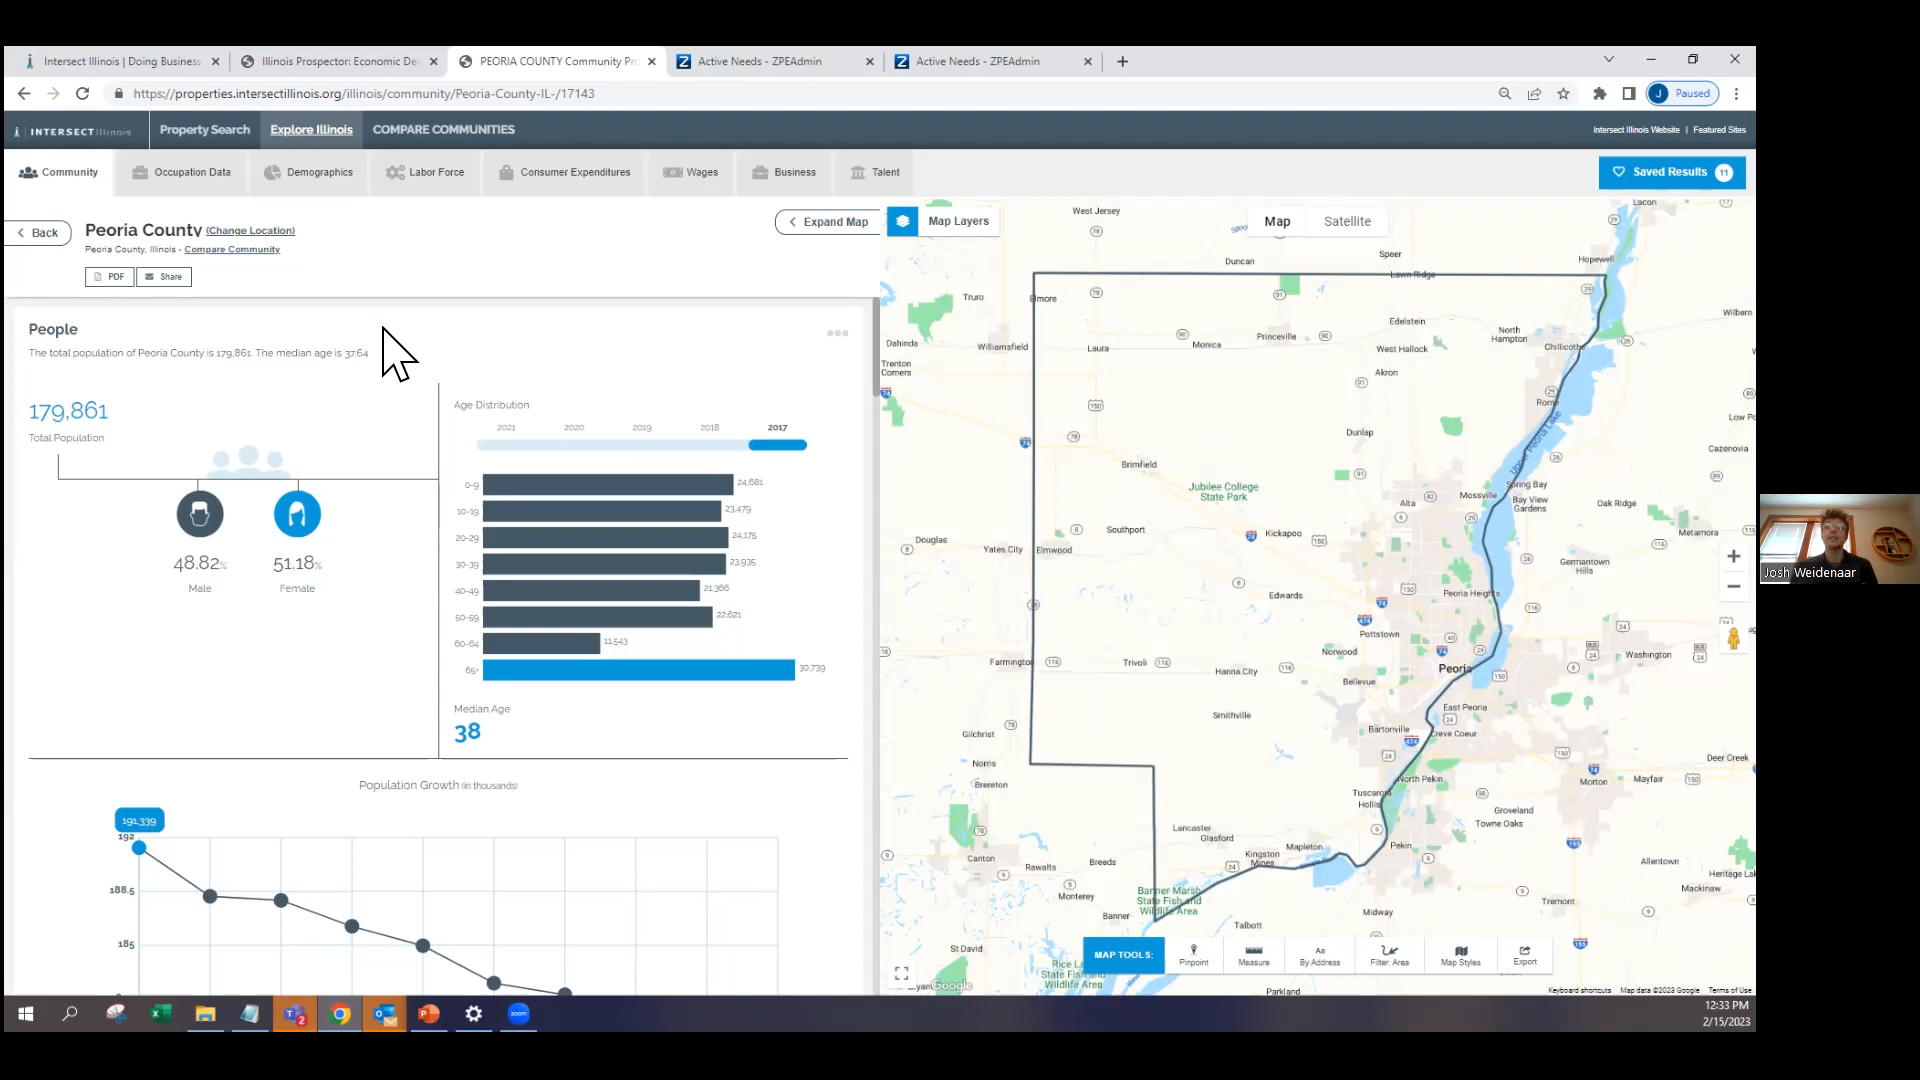 Intersect Illinois | Doing Business
Illinois Prospector: Economic De
PEORIA COUNTY Community Pr
Active Needs - ZPEAdmin
Active Needs - ZPEAdmin
https://properties.intersectillinois.org/illinois/community/Peoria-County-IL-/17143
J Paused
INTERSECT Illinois
Property Search
Explore Illinois
COMPARE COMMUNITIES
Intersect Illinois Website | Featured Sites
Community
Occupation Data
Demographics
Labor Force
Consumer Expenditures
Wages
Business
Talent
Saved Results 11
Back
Peoria County (Change Location)
Peoria County, Illinois - Compare Community
PDF
Share
Expand Map
Map Layers
Map
Satellite
People
The total population of Peoria County is 179,861. The median age is 37.64
179,861
Total Population
48.82%
Male
51.18%
Female
Age Distribution
2021 2020 2019 2018 2017
0-9 24,681
10-19 23,479
20-29 24,175
30-39 23,935
40-49 21,366
50-59 22,621
60-64 11,543
65+ 30,739
Median Age
38
Population Growth (in thousands)
191,339
192
188.5
185
West Jersey
Lacon
Duncan
Speer
Hopewell
Lawn Ridge
Truro
Elmore
Wilbern
Dahinda
Williamsfield
Laura
Monica
Princeville
Edelstein
West Hallock
North Hampton
Chillicothe
Trenton Corners
Akron
Rome
Low Po
Dunlap
Upper Peoria Lake
Cazenovia
Brimfield
Jubilee College State Park
Alta
Mossville
Spring Bay
Bay View Gardens
Oak Ridge
Metamora
Douglas
Yates City
Elmwood
Southport
Kickapoo
Germantown Hills
Edwards
Peoria Heights
Pottstown
Norwood
Farmington
Trivoli
Hanna City
Peoria
Washington
Bellevue
Smithville
East Peoria
Gilchrist
Bartonville
Creve Coeur
Norris
Deer Creek
Brereton
North Pekin
Morton
Mayfair
Tuscarora
Hollis
Groveland
Towne Oaks
Lancaster
Glasford
Canton
Rawalts
Breeds
Kingston Mines
Mapleton
Pekin
Allentown
Heritage Lak
Monterey
Banner Marsh State Fish and Wildlife Area
Mackinaw
Banner
Midway
Tremont
Talbott
St David
Rice La
State Fish and
Wildlife Area
Bryan
Parkland
MAP TOOLS:
Pinpoint
Measure
By Address
Filter: Area
Map Styles
Export
Google
Keyboard shortcuts
Map data ©2023 Google
Terms of Use
12:33 PM
2/15/2023
Josh Weidenaar